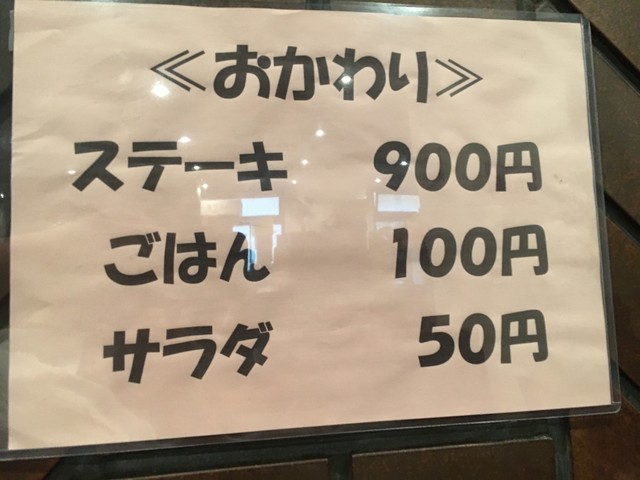 ≪おかわり≫
ステーキ 900円
ごはん 100円
サラダ 50円